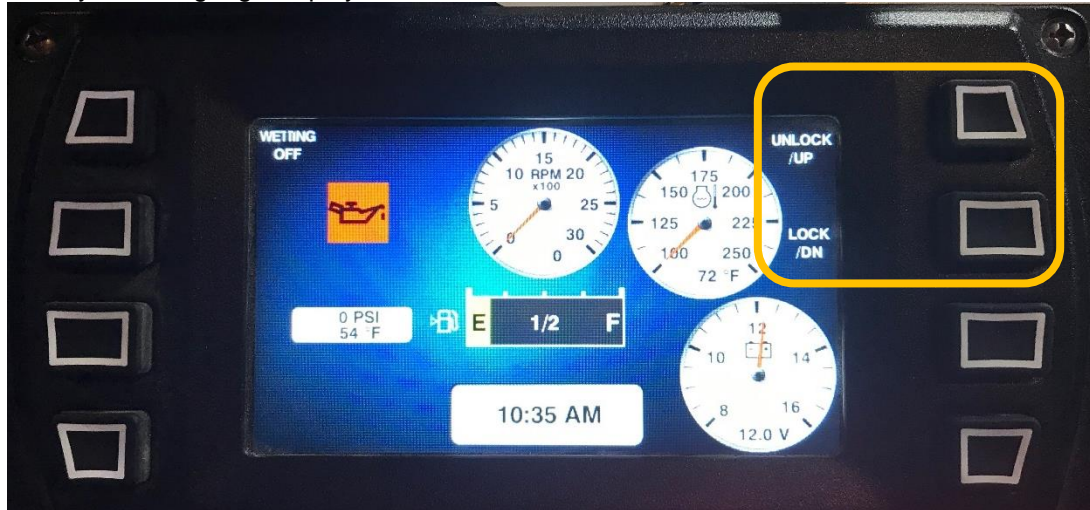 WETTING
OFF
15
10 RPM 20
x100
5 25
0 30
0
175
150 200
125 225
100 250
72 °F
UNLOCK
/UP
LOCK
/DN
0 PSI
54 °F
E 1/2 F
12
10 14
8 16
12.0 V
10:35 AM